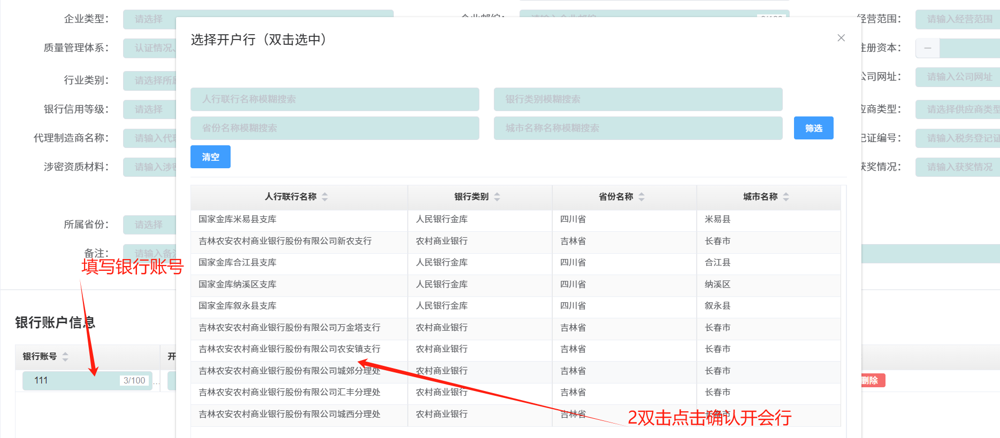 企业类型：
请选择
企业邮编：
请输入企业邮编
0/100
经营范围：
请输入经营范围
选择开户行（双击选中）
质量管理体系：
认证情况、
注册资本：
行业类别：
请选择所属
公司网址：
请输入公司网址
人行联行名称模糊搜索
银行类别模糊搜索
银行信用等级：
请选择
应商类型：
请选择供应商类型
省份名称模糊搜索
城市名称名称模糊搜索
筛选
代理制造商名称：
请输入代理
记证编号：
请输入税务登记证
清空
涉密资质材料：
请输入涉密
获奖情况：
请输入获奖情况
人行联行名称
银行类别
省份名称
城市名称
国家金库米易县支库
人民银行金库
四川省
米易县
所属省份：
请选择
吉林农安农村商业银行股份有限公司新农支行
农村商业银行
吉林省
长春市
备注：
请输入备注
国家金库合江县支库
人民银行金库
四川省
合江县
填写银行账号
国家金库纳溪区支库
人民银行金库
四川省
纳溪区
国家金库叙永县支库
人民银行金库
四川省
叙永县
银行账户信息
吉林农安农村商业银行股份有限公司万金塔支行
农村商业银行
吉林省
长春市
银行账号
开
吉林农安农村商业银行股份有限公司农安镇支行
农村商业银行
吉林省
长春市
吉林农安农村商业银行股份有限公司城郊分理处
农村商业银行
吉林省
长春市
111
3/100
...
删除
吉林农安农村商业银行股份有限公司汇丰分理处
农村商业银行
吉林省
长春市
吉林农安农村商业银行股份有限公司城西分理处
农村商业银行
吉林省
长春市
2双击点击确认开会行